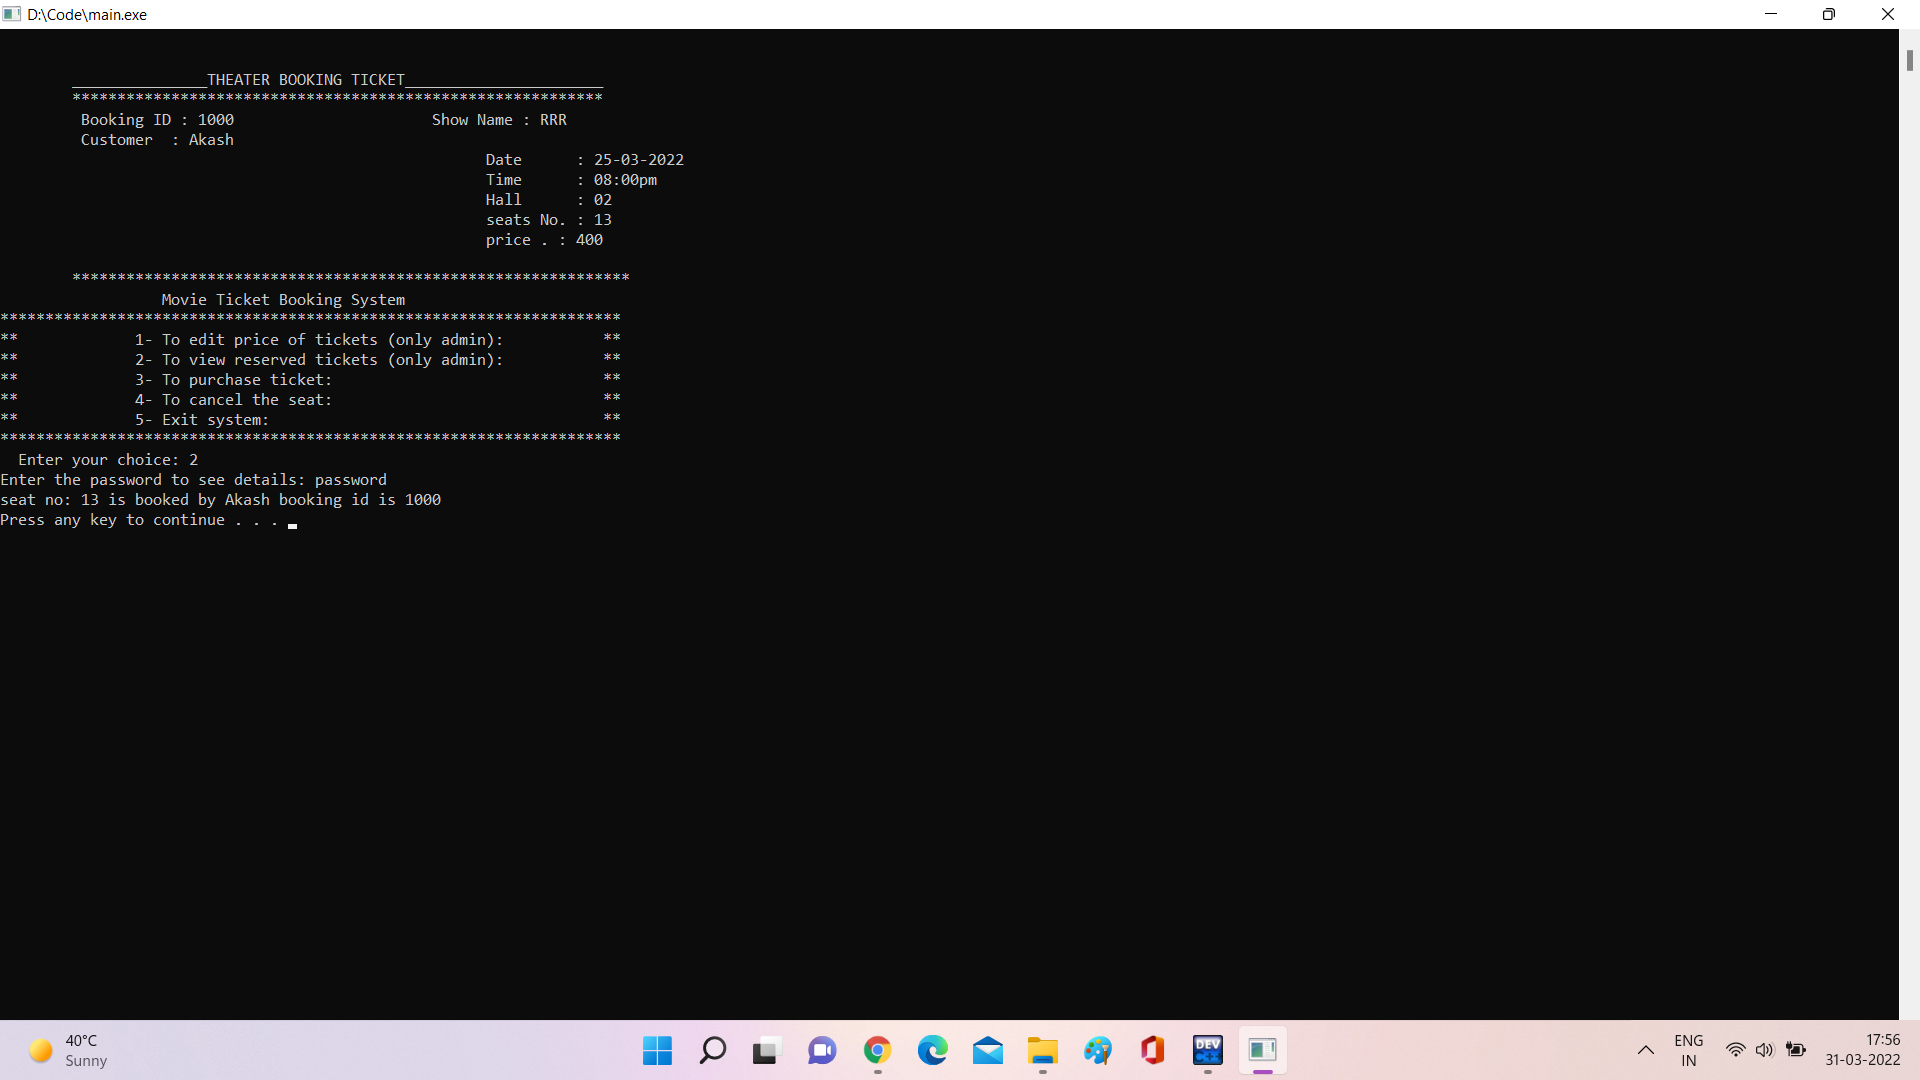 D:\Code\main.exe
_______________THEATER BOOKING TICKET______________________
***********************************************************
Booking ID : 1000 Show Name : RRR
Customer : Akash
Date : 25-03-2022
Time : 08:00pm
Hall : 02
seats No. : 13
price . : 400
**************************************************************
Movie Ticket Booking System
*********************************************************************
** 1- To edit price of tickets (only admin): **
** 2- To view reserved tickets (only admin): **
** 3- To purchase ticket: **
** 4- To cancel the seat: **
** 5- Exit system: **
*********************************************************************
Enter your choice: 2
Enter the password to see details: password
seat no: 13 is booked by Akash booking id is 1000
Press any key to continue . . .
40°C
Sunny
DEV
C++
ENG
IN
17:56
31-03-2022